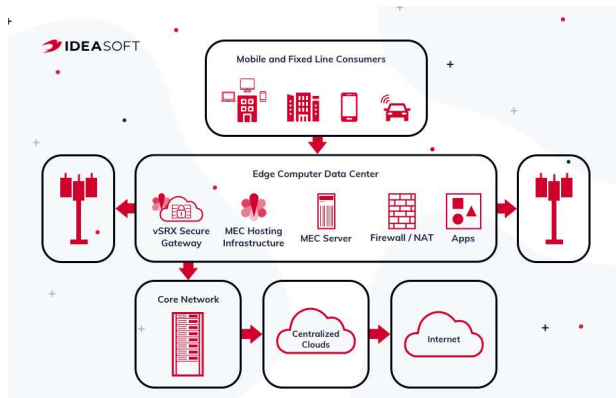 IDEASOFT
Mobile and Fixed Line Consumers
Edge Computer Data Center
vSRX Secure
Gateway
MEC Hosting
Infrastructure
MEC Server
Firewall / NAT
Apps
Core Network
Centralized
Clouds
Internet